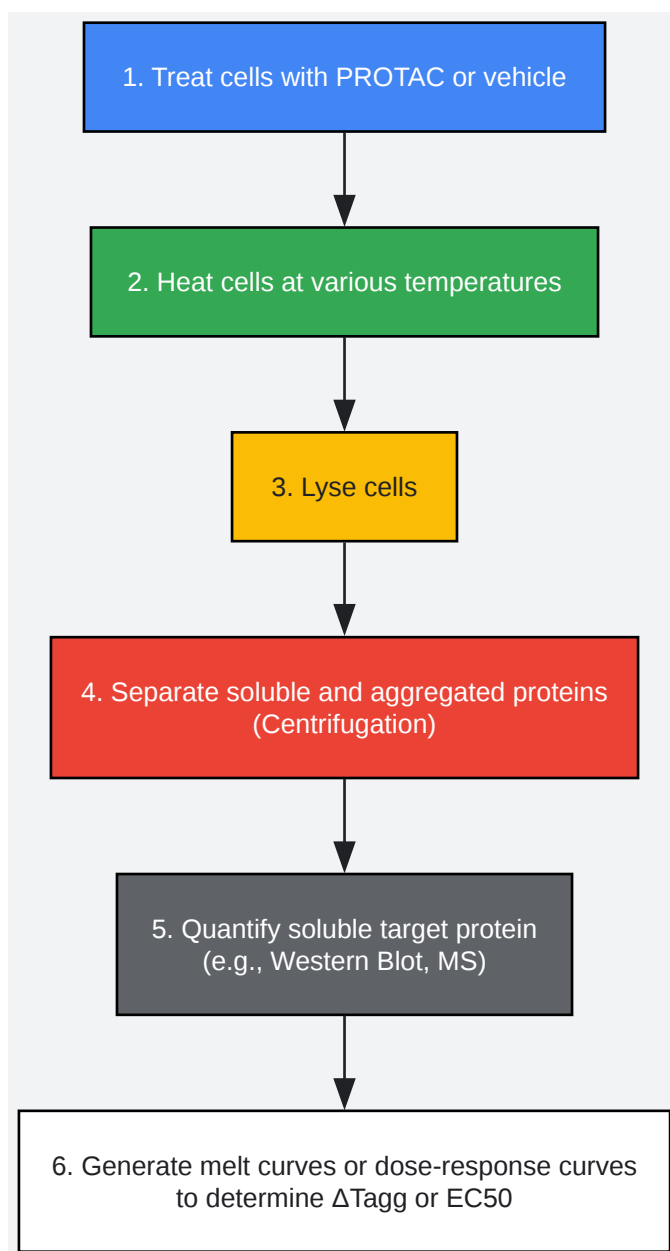 1. Treat cells with PROTAC or vehicle
2. Heat cells at various temperatures
3. Lyse cells
4. Separate soluble and aggregated proteins
(Centrifugation)
5. Quantify soluble target protein
(e.g., Western Blot, MS)
6. Generate melt curves or dose-response curves
to determine ΔTagg or EC50